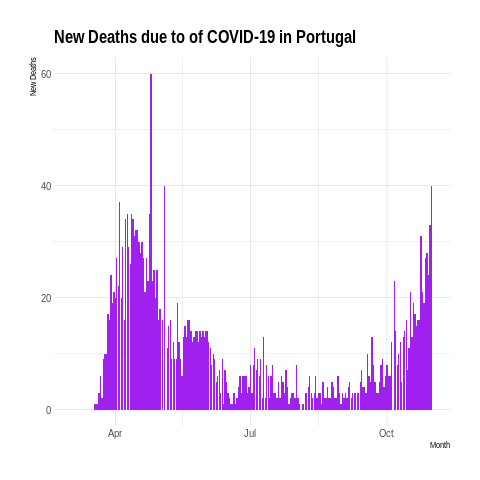 New Deaths due to of COVID-19 in Portugal
New Deaths
60
40
20
0
Apr
Jul
Oct
Month